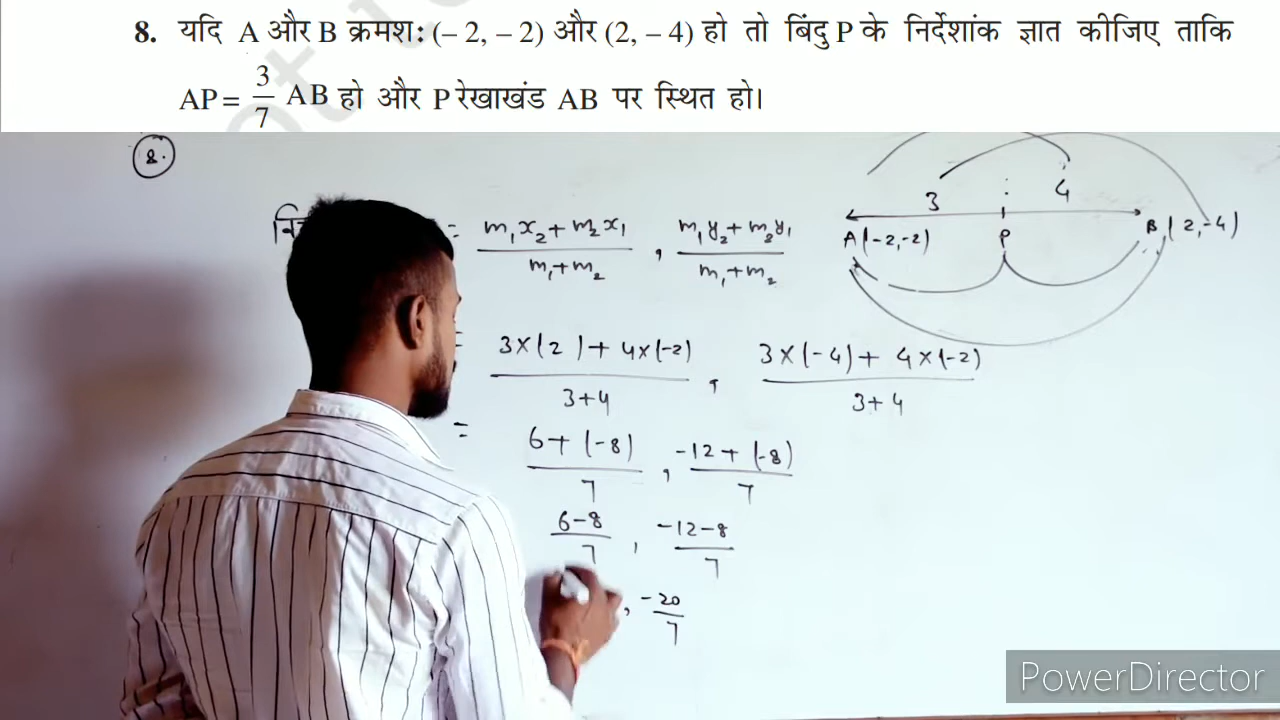 8. यदि A और B क्रमश: (– 2, – 2) और (2, – 4) हो तो बिंदु P के निर्देशांक ज्ञात कीजिए ताकि
AP = 3/7 AB हो और P रेखाखंड AB पर स्थित हो।
8.
3 : 4
A(-2,-2) P B(2,-4)
= m₁x₂+m₂x₁/m₁+m₂ , m₁y₂+m₂y₁/m₁+m₂
= 3×(2)+4×(-2)/3+4 , 3×(-4)+4×(-2)/3+4
= 6+(-8)/7 , -12+(-8)/7
6-8/7 , -12-8/7
, -20/7
PowerDirector